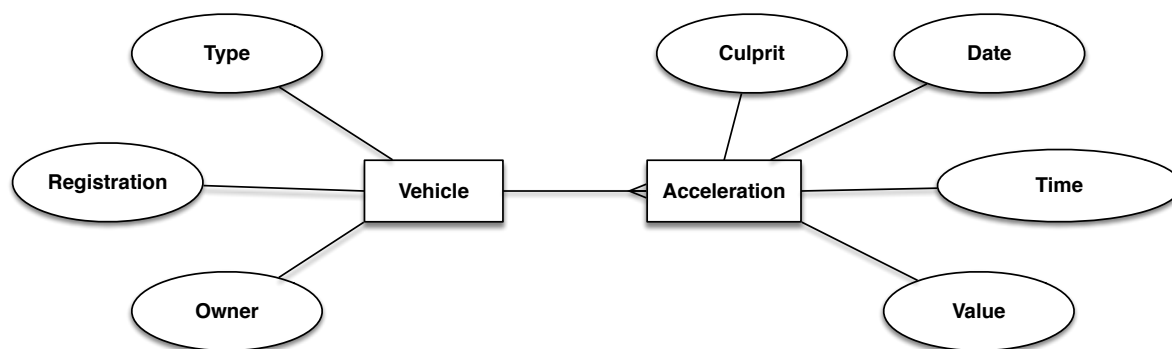 Type
Culprit
Date
Registration
Vehicle
Acceleration
Time
Owner
Value